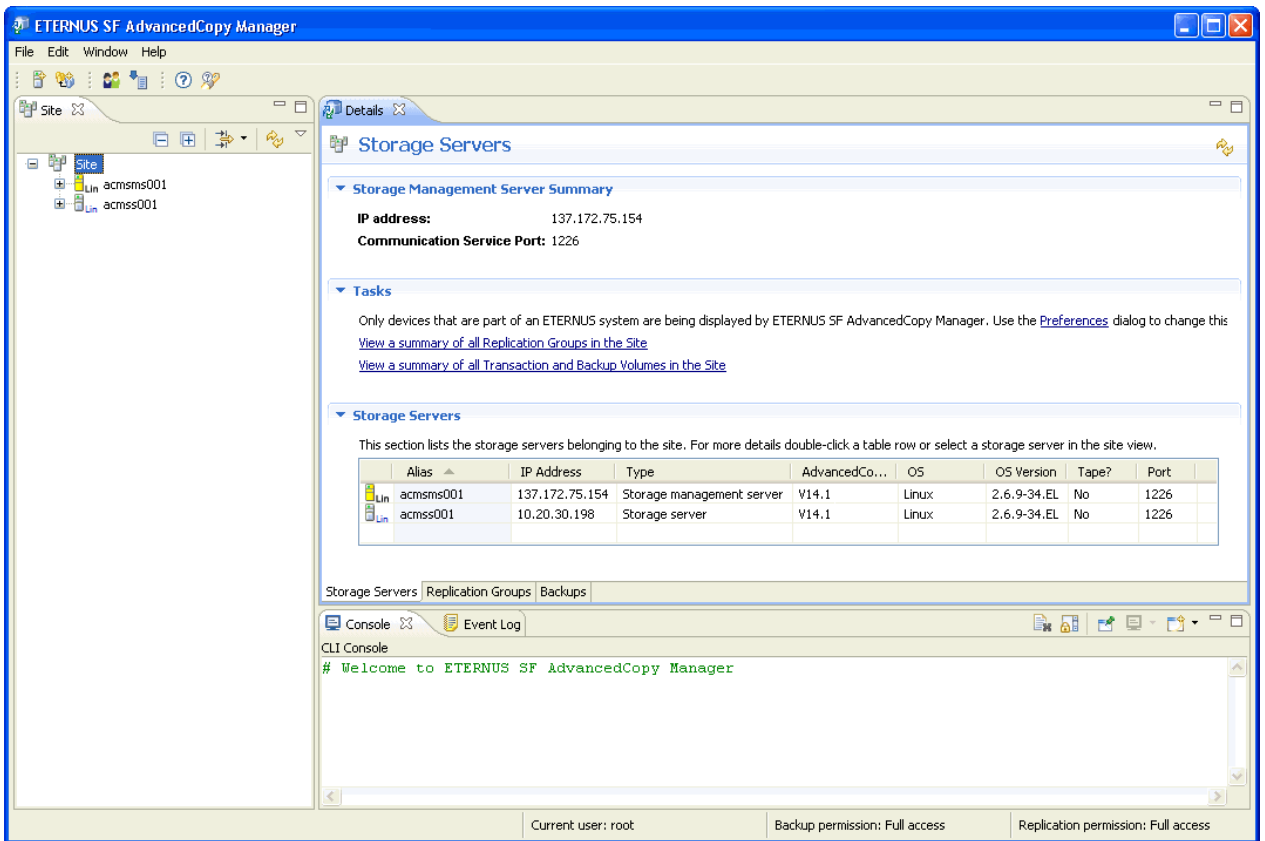 ETERNUS SF AdvancedCopy Manager
File Edit Window Help
Site
Site
Lin acmsms001
Lin acmss001
Details
Storage Servers
Storage Management Server Summary
IP address: 137.172.75.154
Communication Service Port: 1226
Tasks
Only devices that are part of an ETERNUS system are being displayed by ETERNUS SF AdvancedCopy Manager. Use the Preferences dialog to change this
View a summary of all Replication Groups in the Site
View a summary of all Transaction and Backup Volumes in the Site
Storage Servers
This section lists the storage servers belonging to the site. For more details double-click a table row or select a storage server in the site view.
Alias IP Address Type AdvancedCo... OS OS Version Tape? Port
Lin acmsms001 137.172.75.154 Storage management server V14.1 Linux 2.6.9-34.EL No 1226
Lin acmss001 10.20.30.198 Storage server V14.1 Linux 2.6.9-34.EL No 1226
Storage Servers Replication Groups Backups
Console Event Log
CLI Console
# Welcome to ETERNUS SF AdvancedCopy Manager
Current user: root Backup permission: Full access Replication permission: Full access